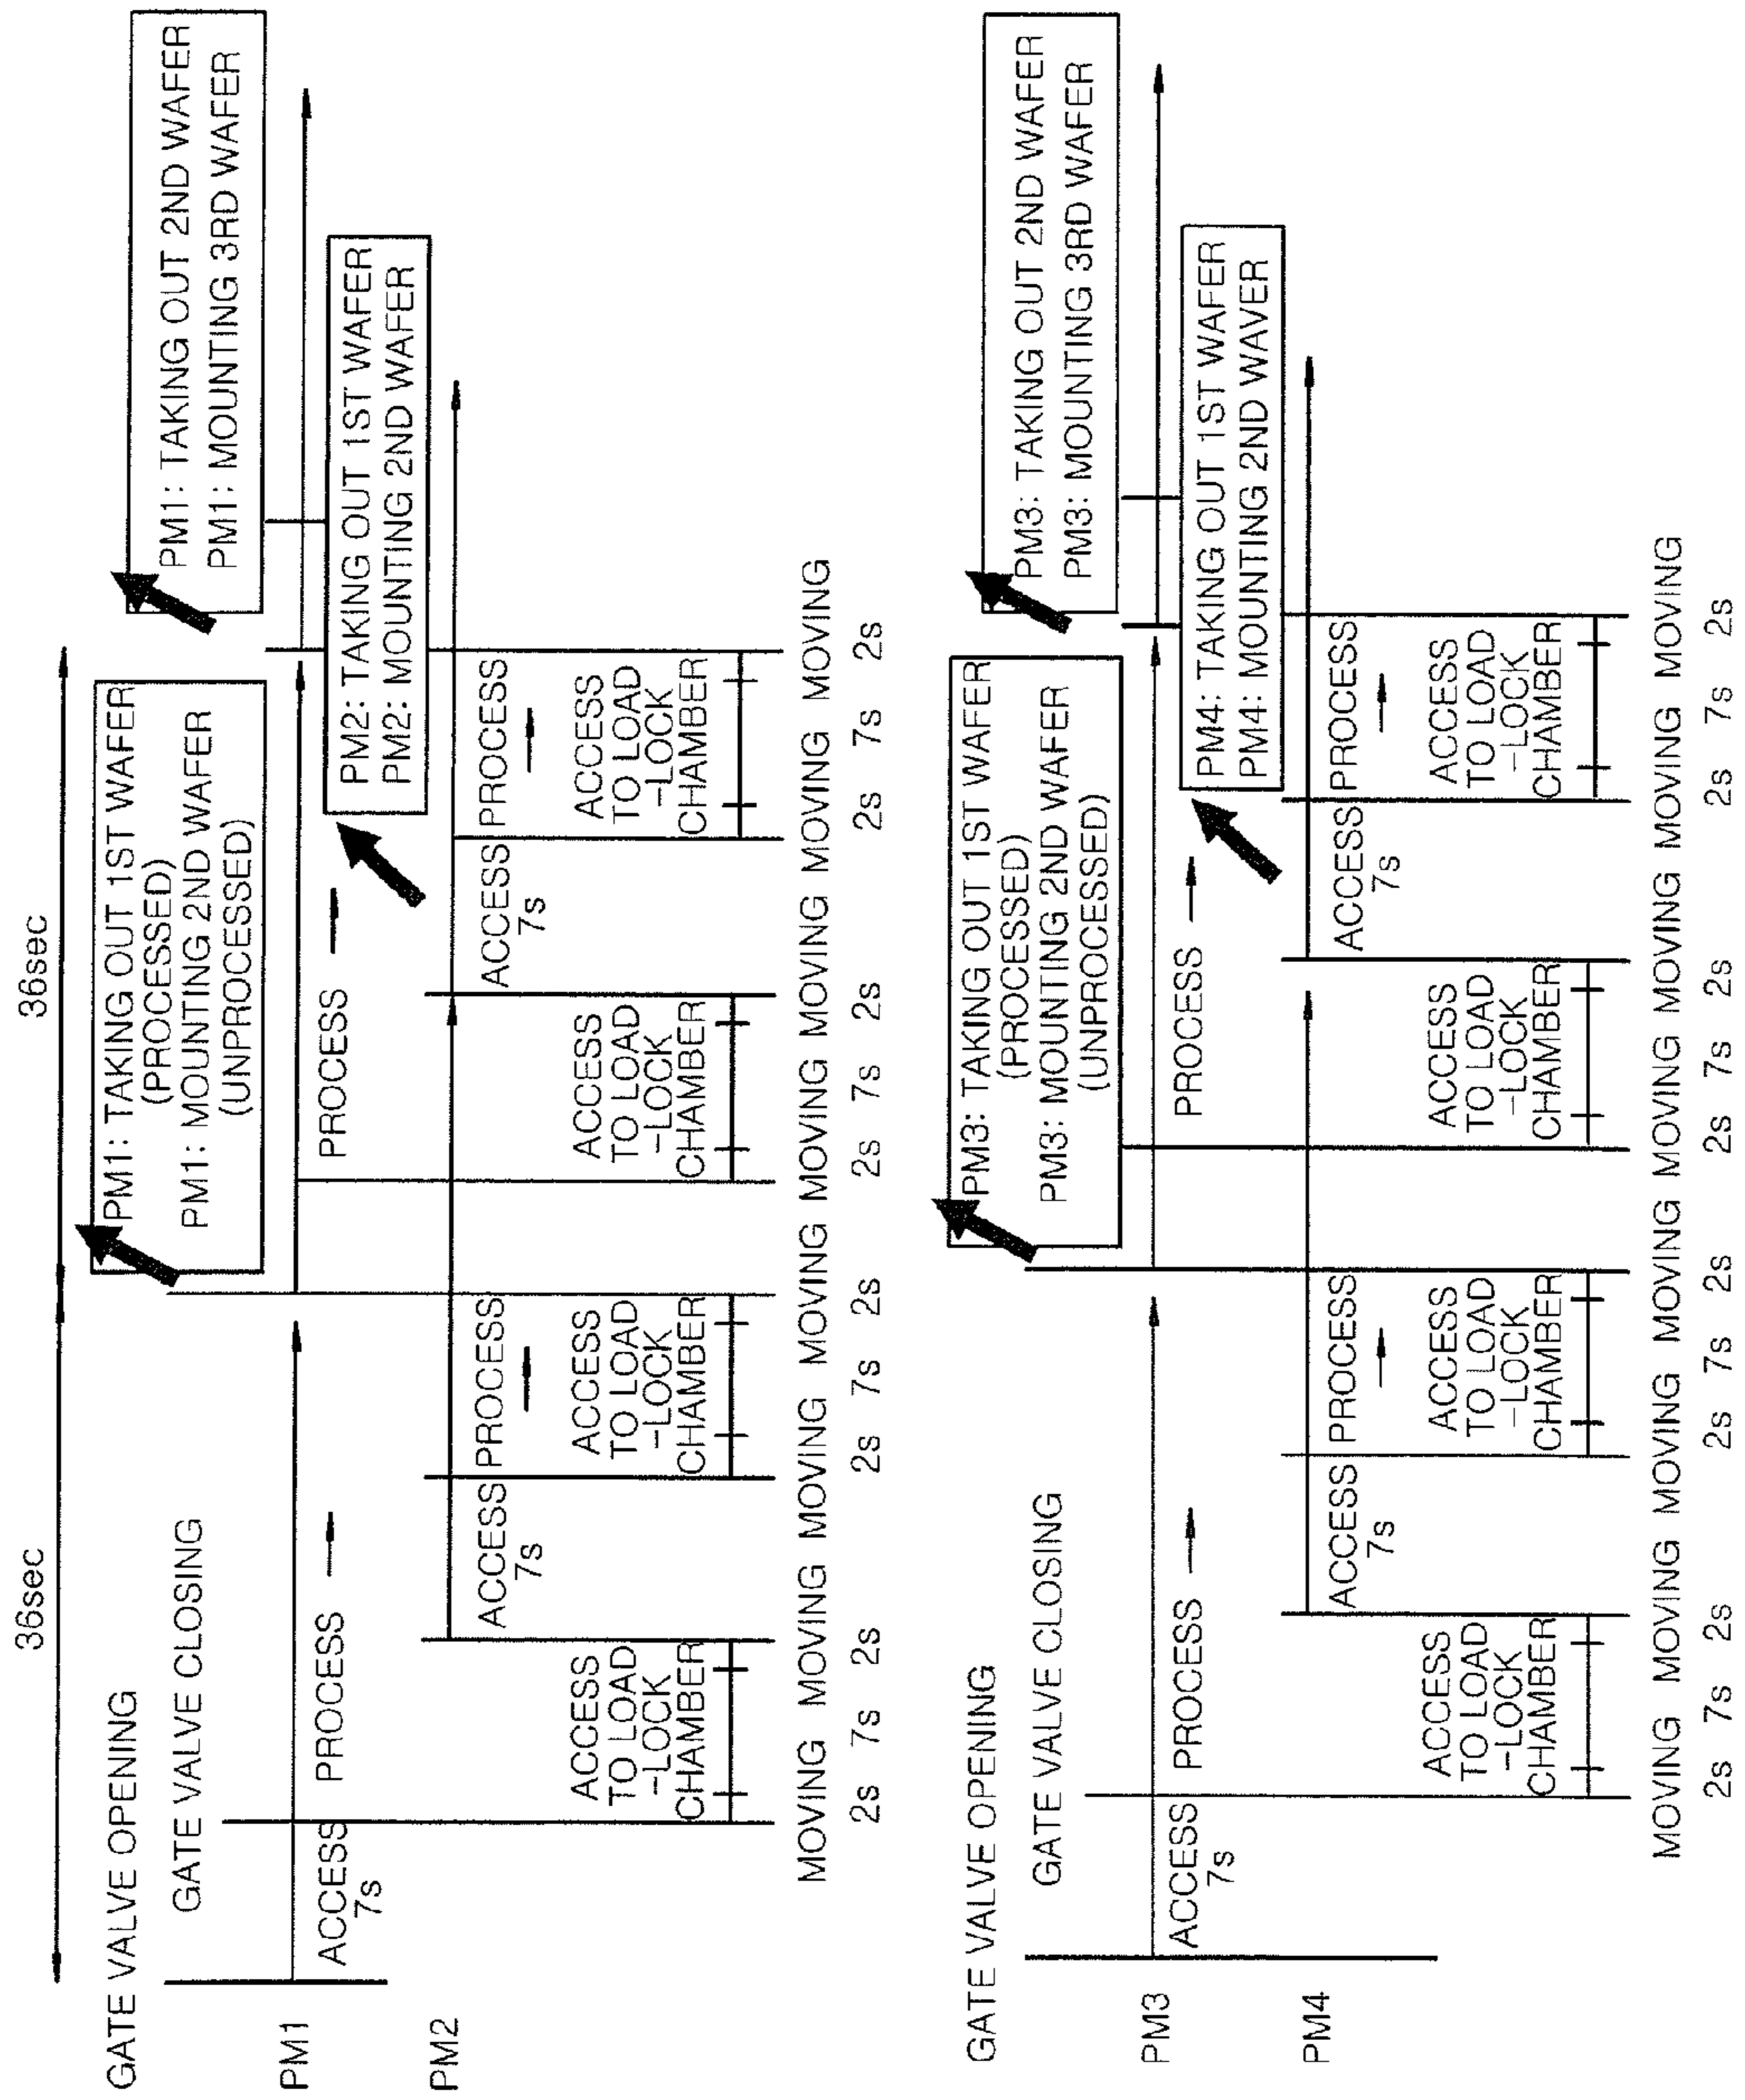 36sec
36sec
GATE VALVE OPENING
GATE VALVE CLOSING
PM1: TAKING OUT 1ST WAFER
(PROCESSED)
PM1: MOUNTING 2ND WAFER
(UNPROCESSED)
PM1: TAKING OUT 2ND WAFER
PM1: MOUNTING 3RD WAFER
PM1
ACCESS
7s
PROCESS
PROCESS
PM2: TAKING OUT 1ST WAFER
PM2: MOUNTING 2ND WAFER
PM2
ACCESS
7s
PROCESS
ACCESS
7s
PROCESS
ACCESS
TO LOAD
-LOCK
CHAMBER
ACCESS
TO LOAD
-LOCK
CHAMBER
ACCESS
TO LOAD
-LOCK
CHAMBER
ACCESS
TO LOAD
-LOCK
CHAMBER
MOVING MOVING MOVING MOVING MOVING MOVING MOVING MOVING
2s 7s 2s 2s 7s 2s 2s 7s 2s 2s 7s 2s
GATE VALVE OPENING
GATE VALVE CLOSING
PM3: TAKING OUT 1ST WAFER
(PROCESSED)
PM3: MOUNTING 2ND WAFER
(UNPROCESSED)
PM3: TAKING OUT 2ND WAFER
PM3: MOUNTING 3RD WAFER
PM3
ACCESS
7s
PROCESS
PROCESS
PM4: TAKING OUT 1ST WAFER
PM4: MOUNTING 2ND WAVER
PM4
ACCESS
7s
PROCESS
ACCESS
7s
PROCESS
ACCESS
TO LOAD
-LOCK
CHAMBER
ACCESS
TO LOAD
-LOCK
CHAMBER
ACCESS
TO LOAD
-LOCK
CHAMBER
ACCESS
TO LOAD
-LOCK
CHAMBER
MOVING MOVING MOVING MOVING MOVING MOVING MOVING MOVING
2s 7s 2s 2s 7s 2s 2s 7s 2s 2s 7s 2s